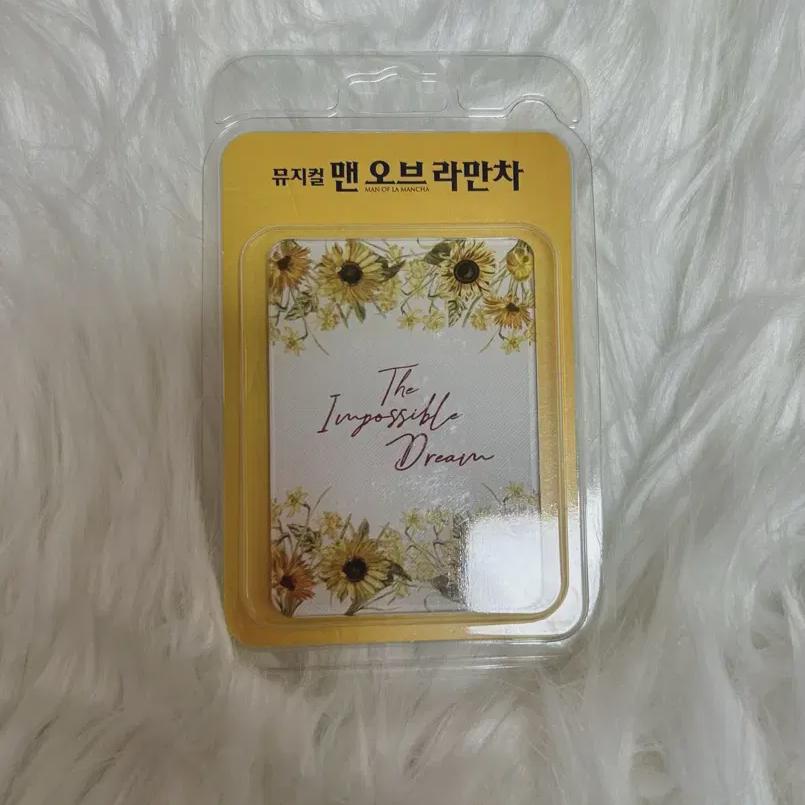 뮤지컬 맨 오브 라만차
MAN OF LA MANCHA
The
Impossible
Dream